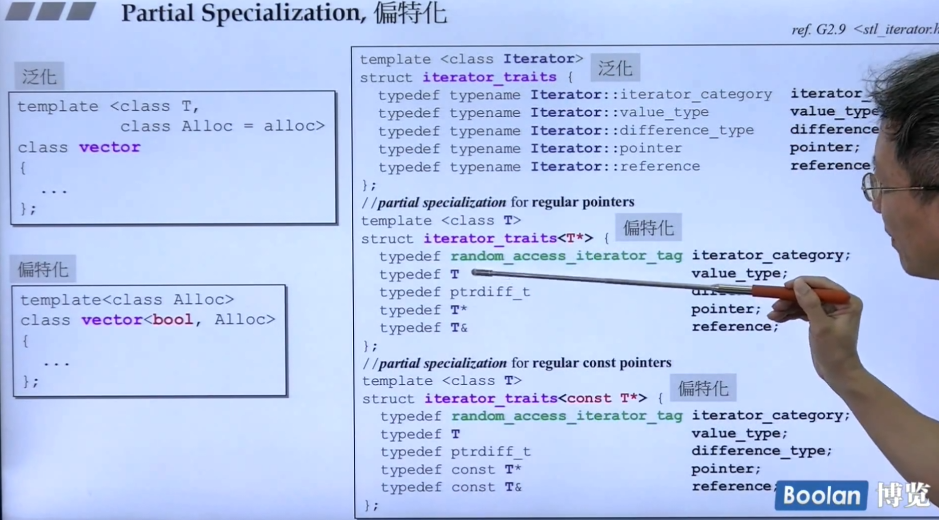 Partial Specialization, 偏特化
ref. G2.9 <stl_iterator.h
泛化
template <class T,
class Alloc = alloc>
class vector
{
...
};
偏特化
template<class Alloc>
class vector<bool, Alloc>
{
...
};
template <class Iterator>
struct iterator_traits {
泛化
typedef typename Iterator::iterator_category iterator_
typedef typename Iterator::value_type value_type
typedef typename Iterator::difference_type difference
typedef typename Iterator::pointer pointer;
typedef typename Iterator::reference reference
};
//partial specialization for regular pointers
template <class T>
struct iterator_traits<T*> {
偏特化
typedef random_access_iterator_tag iterator_category;
typedef T value_type;
typedef ptrdiff_t
typedef T* pointer;
typedef T& reference;
};
//partial specialization for regular const pointers
template <class T>
struct iterator_traits<const T*> {
偏特化
typedef random_access_iterator_tag iterator_category;
typedef T value_type;
typedef ptrdiff_t difference_type;
typedef const T* pointer;
typedef const T& reference;
};
Boolan 博览